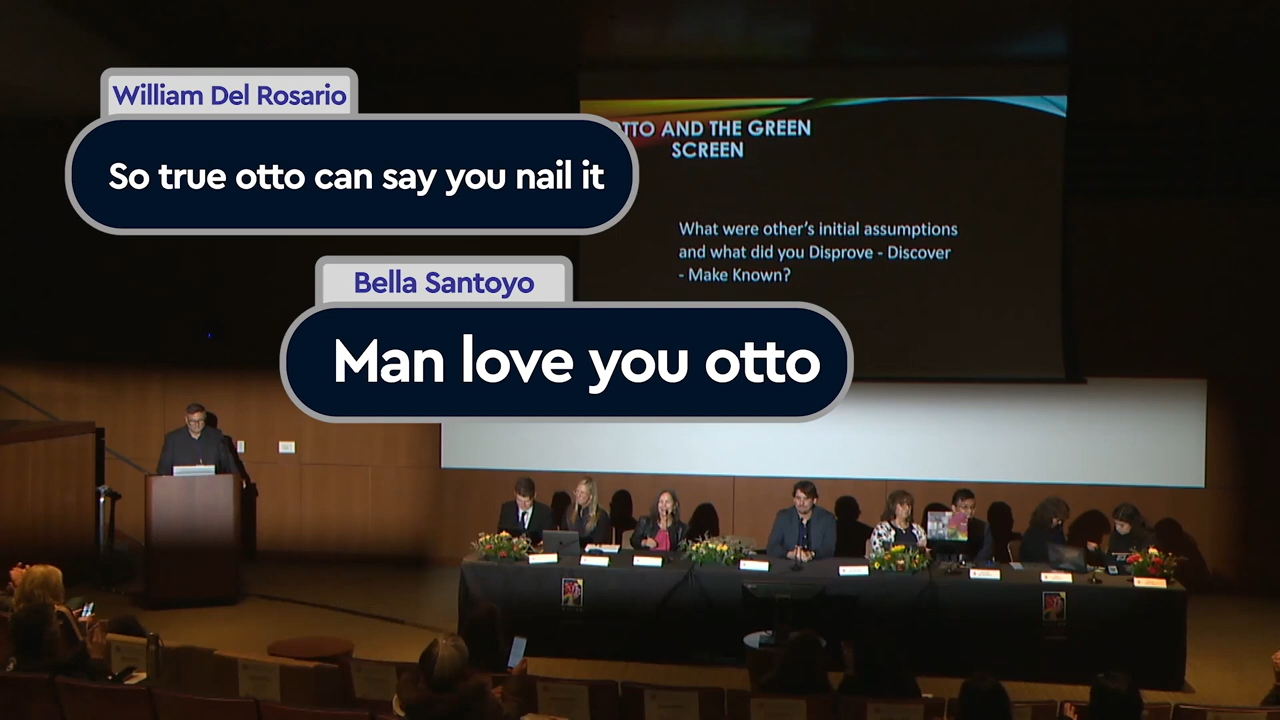 William Del Rosario
So true otto can say you nail it
OTTO AND THE GREEN
SCREEN
What were other's initial assumptions
and what did you Disprove - Discover
- Make Known?
Bella Santoyo
Man love you otto